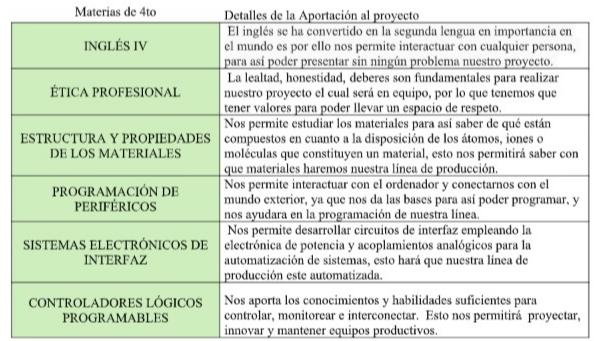 Materias de 4to
Detalles de la Aportación al proyecto
INGLÉS IV
El inglés se ha convertido en la segunda lengua en importancia en
el mundo es por ello nos permite interactuar con cualquier persona,
para así poder presentar sin ningún problema nuestro proyecto.
ÉTICA PROFESIONAL
La lealtad, honestidad, deberes son fundamentales para realizar
nuestro proyecto el cual será en equipo, por lo que tenemos que
tener valores para poder llevar un espacio de respeto.
ESTRUCTURA Y PROPIEDADES
DE LOS MATERIALES
Nos permite estudiar los materiales para así saber de qué están
compuestos en cuanto a la disposición de los átomos, iones o
moléculas que constituyen un material, esto nos permitirá saber con
que materiales haremos nuestra línea de producción.
PROGRAMACIÓN DE
PERIFÉRICOS
Nos permite interactuar con el ordenador y conectarnos con el
mundo exterior, ya que nos da las bases para así poder programar, y
nos ayudara en la programación de nuestra línea.
SISTEMAS ELECTRÓNICOS DE
INTERFAZ
Nos permite desarrollar circuitos de interfaz empleando la
electrónica de potencia y acoplamientos analógicos para la
automatización de sistemas, esto hará que nuestra línea de
producción este automatizada.
CONTROLADORES LÓGICOS
PROGRAMABLES
Nos aporta los conocimientos y habilidades suficientes para
controlar, monitorear e interconectar. Esto nos permitirá proyectar,
innovar y mantener equipos productivos.